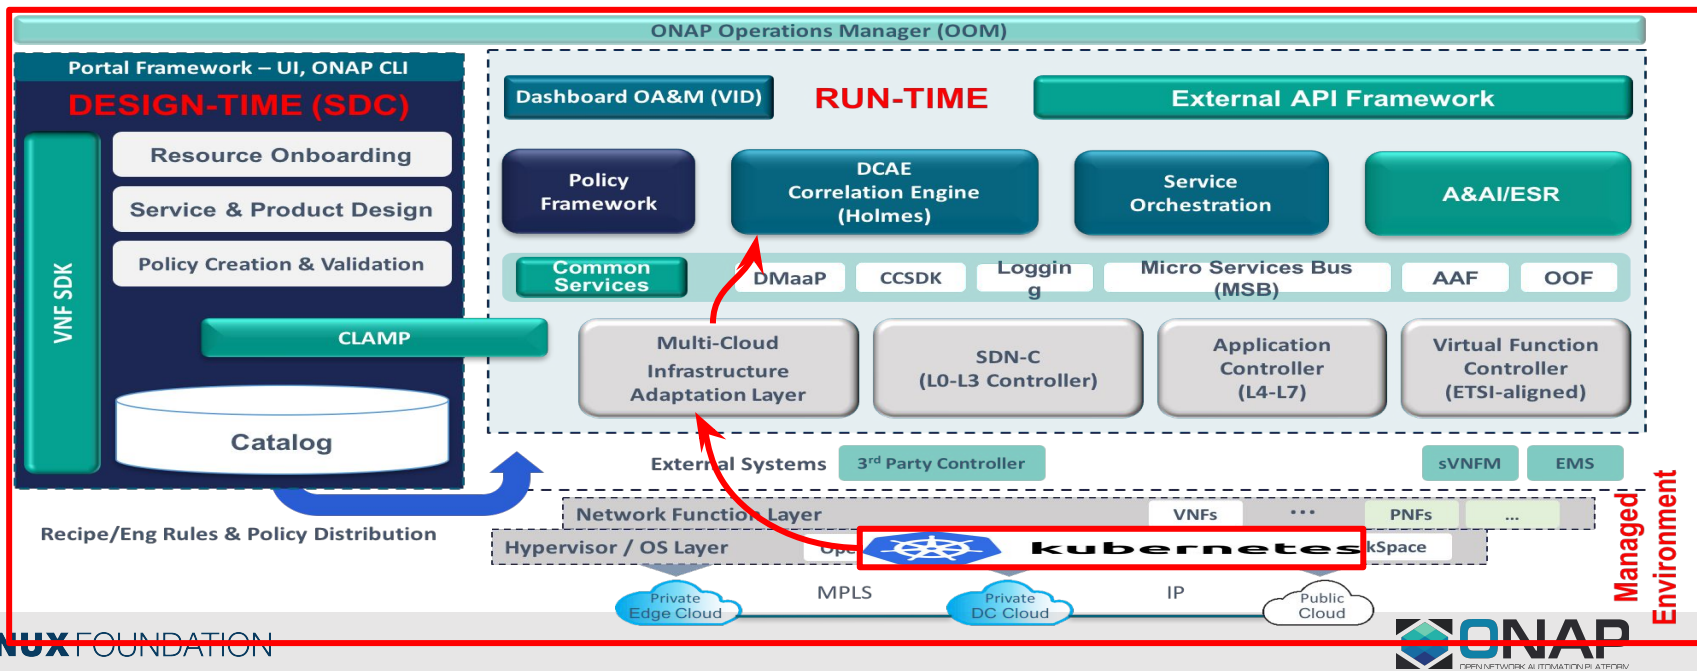 ONAP Operations Manager (OOM)
Portal Framework – UI, ONAP CLI
DESIGN-TIME (SDC)
VNF SDK
Resource Onboarding
Service & Product Design
Policy Creation & Validation
CLAMP
Catalog
Recipe/Eng Rules & Policy Distribution
Dashboard OA&M (VID)
RUN-TIME
External API Framework
Policy
Framework
DCAE
Correlation Engine
(Holmes)
Service
Orchestration
A&AI/ESR
Common
Services
DMaaP
CCSDK
Loggin
g
Micro Services Bus
(MSB)
AAF
OOF
Multi-Cloud
Infrastructure
Adaptation Layer
SDN-C
(L0-L3 Controller)
Application
Controller
(L4-L7)
Virtual Function
Controller
(ETSI-aligned)
External Systems
3rd Party Controller
sVNFM
EMS
Network Function Layer
VNFs
...
PNFs
...
Hypervisor / OS Layer
Ope
kubernetes
kSpace
Managed
Environment
Private
Edge Cloud
MPLS
Private
DC Cloud
IP
Public
Cloud
NUX FOUNDATION
ONAP
OPEN NETWORK AUTOMATION PLATFORM